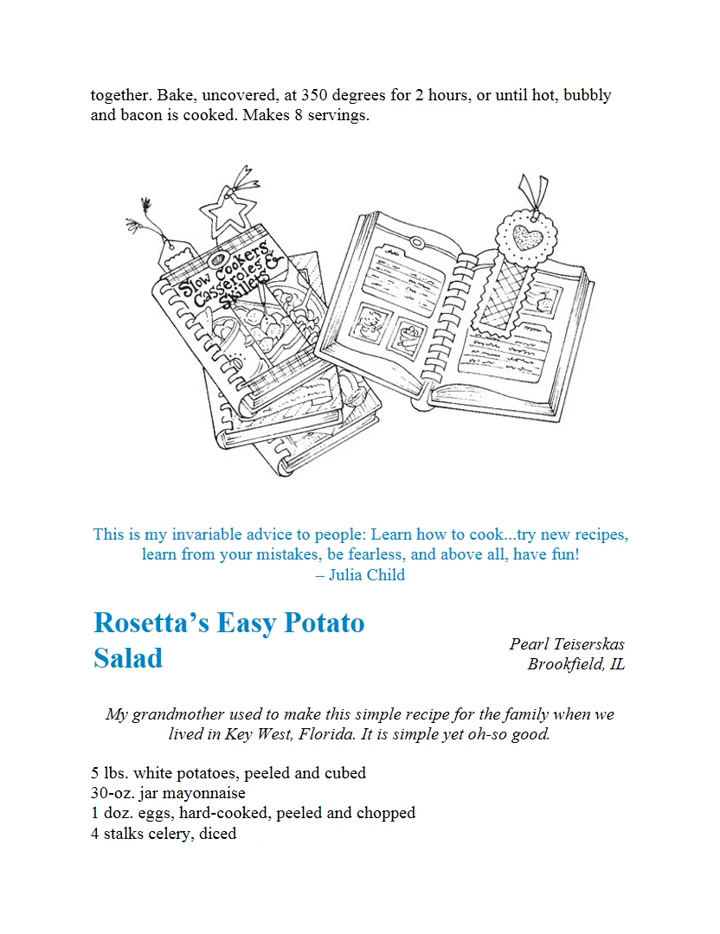 together. Bake, uncovered, at 350 degrees for 2 hours, or until hot, bubbly
and bacon is cooked. Makes 8 servings.
Slow Cookers
Casseroles &
Skillets
This is my invariable advice to people: Learn how to cook...try new recipes,
learn from your mistakes, be fearless, and above all, have fun!
– Julia Child
Rosetta’s Easy Potato
Salad
Pearl Teiserskas
Brookfield, IL
My grandmother used to make this simple recipe for the family when we
lived in Key West, Florida. It is simple yet oh-so good.
5 lbs. white potatoes, peeled and cubed
30-oz. jar mayonnaise
1 doz. eggs, hard-cooked, peeled and chopped
4 stalks celery, diced